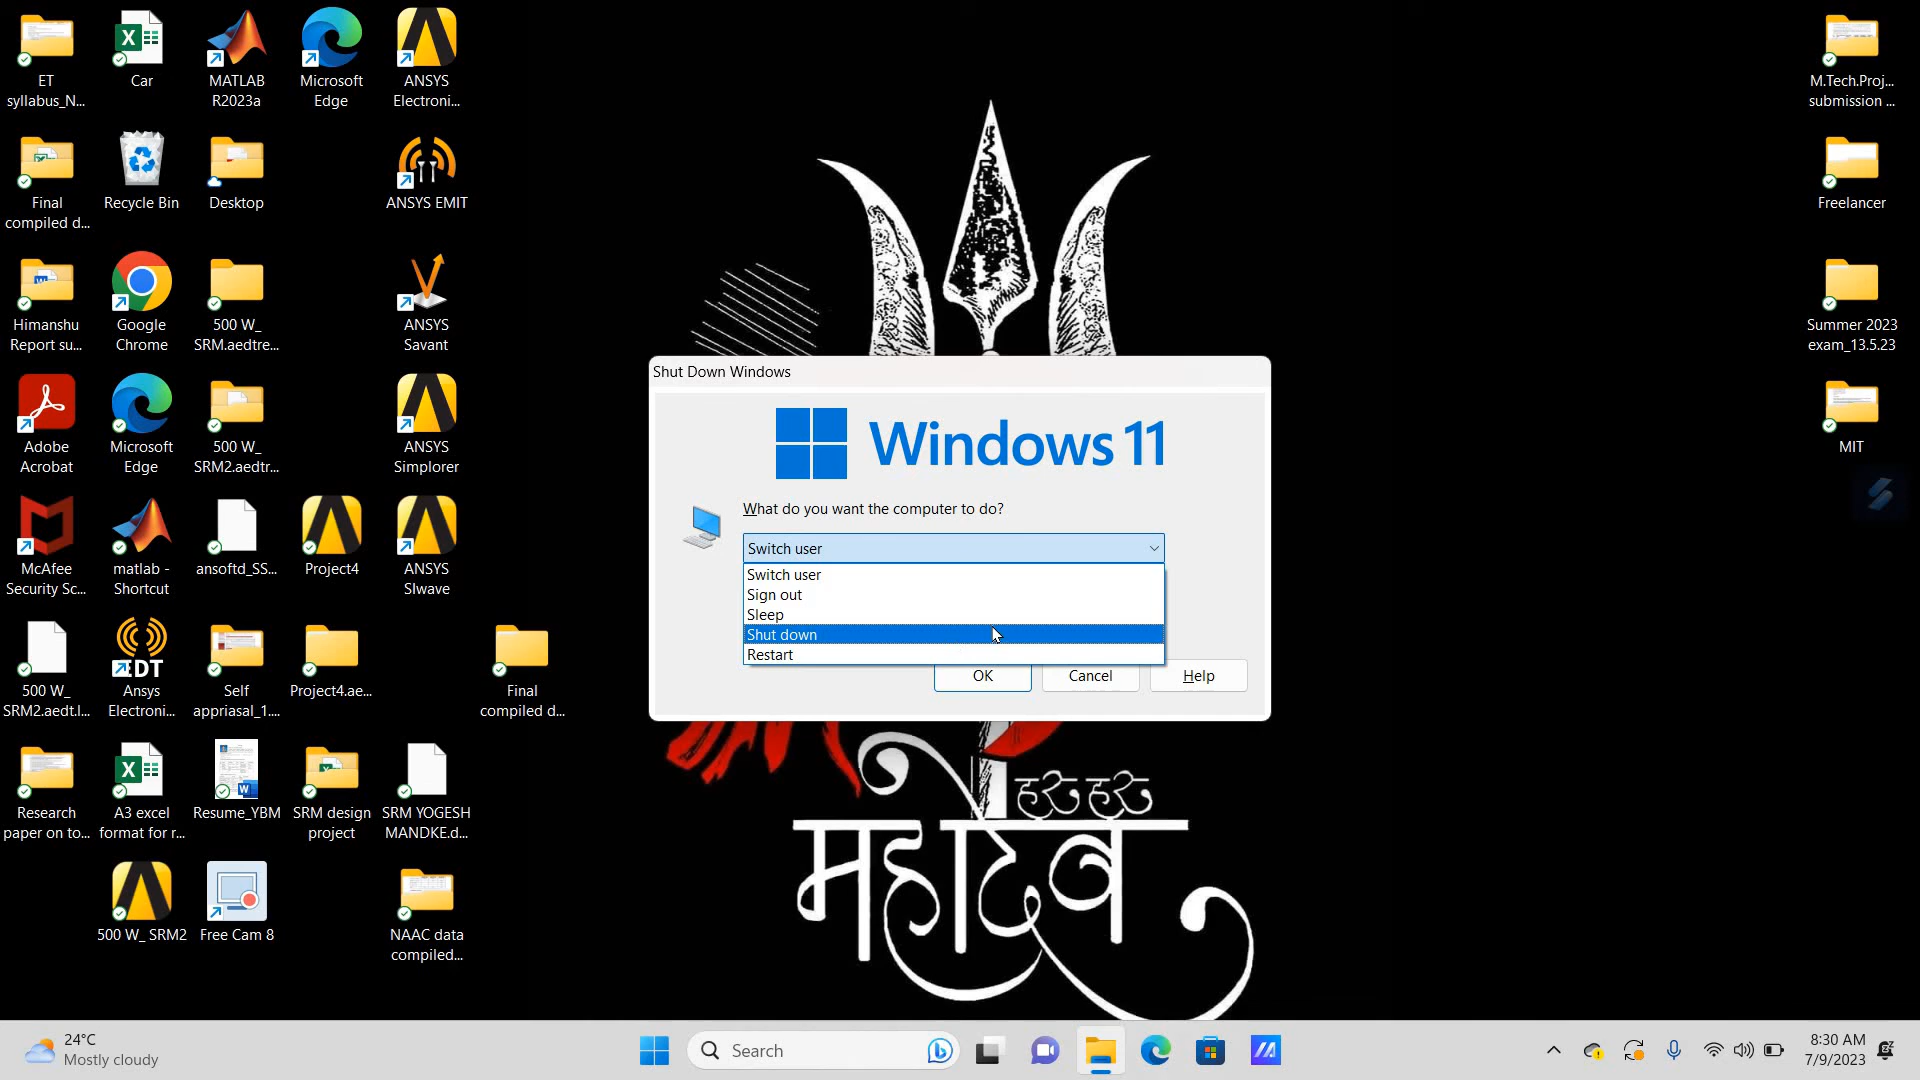 ET
syllabus_N...
Car
MATLAB
R2023a
Microsoft
Edge
ANSYS
Electroni...
M.Tech.Proj...
submission ...
Final
compiled d...
Recycle Bin
Desktop
ANSYS EMIT
Freelancer
Himanshu
Report su...
Google
Chrome
500 W_
SRM.aedtre...
ANSYS
Savant
Summer 2023
exam_13.5.23
Adobe
Acrobat
Microsoft
Edge
500 W_
SRM2.aedtr...
ANSYS
Simplorer
MIT
McAfee
Security Sc...
matlab -
Shortcut
ansoftd_SS...
Project4
ANSYS
SIwave
500 W_
SRM2.aedt.l...
EDT
Ansys
Electroni...
Self
appriasal_1....
Project4.ae...
Final
compiled d...
Research
paper on to...
A3 excel
format for r...
Resume_YBM
SRM design
project
SRM YOGESH
MANDKE.d...
500 W_ SRM2
Free Cam 8
NAAC data
compiled...
Shut Down Windows
Windows 11
What do you want the computer to do?
Switch user
Switch user
Sign out
Sleep
Shut down
Restart
OK
Cancel
Help
हर हर
महादेव
24°C
Mostly cloudy
Search
8:30 AM
7/9/2023